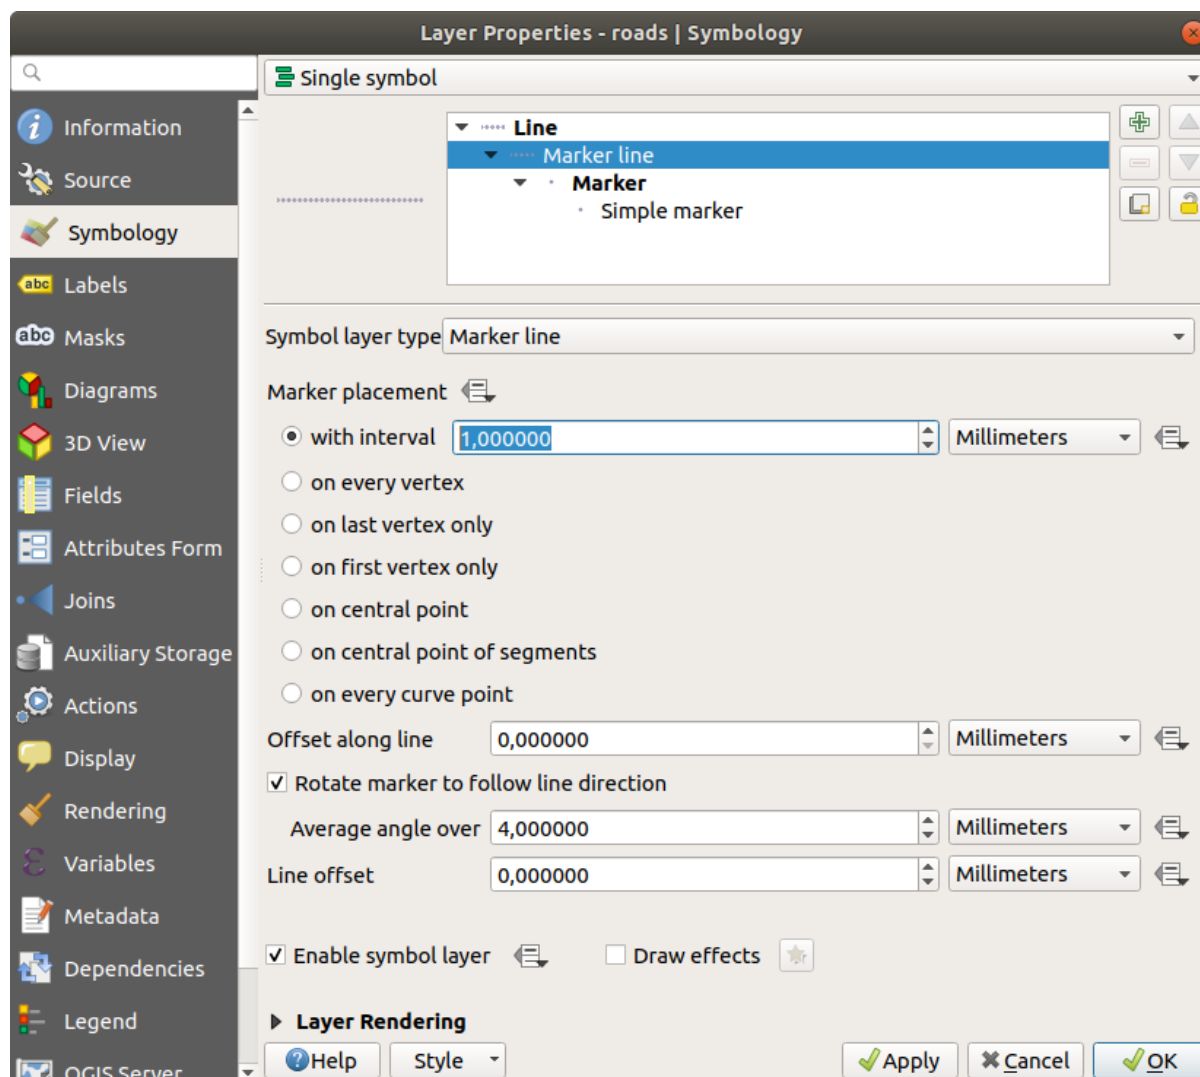 Layer Properties - roads | Symbology
Single symbol
Information
Source
Symbology
Labels
Masks
Diagrams
3D View
Fields
Attributes Form
Joins
Auxiliary Storage
Actions
Display
Rendering
Variables
Metadata
Dependencies
Legend
QGIS Server
Line
Marker line
Marker
Simple marker
Symbol layer type Marker line
Marker placement
with interval 1,000000 Millimeters
on every vertex
on last vertex only
on first vertex only
on central point
on central point of segments
on every curve point
Offset along line 0,000000 Millimeters
Rotate marker to follow line direction
Average angle over 4,000000 Millimeters
Line offset 0,000000 Millimeters
Enable symbol layer Draw effects
Layer Rendering
Help Style Apply Cancel OK